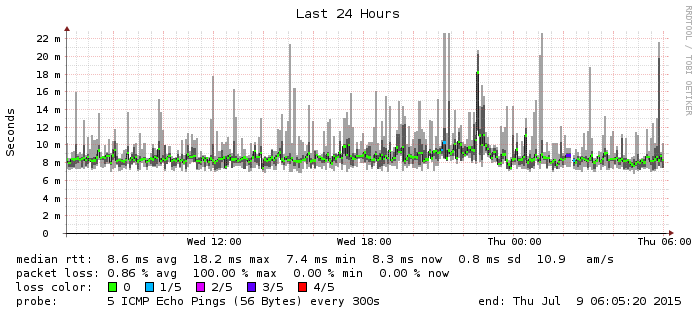 Last 24 Hours
RRDTOOL / TOBI OETIKER
Seconds
22 m
20 m
18 m
16 m
14 m
12 m
10 m
8 m
6 m
4 m
2 m
0
Wed 12:00 Wed 18:00 Thu 00:00 Thu 06:00
median rtt: 8.6 ms avg 18.2 ms max 7.4 ms min 8.3 ms now 0.8 ms sd 10.9 am/s
packet loss: 0.86 % avg 100.00 % max 0.00 % min 0.00 % now
loss color: 0 1/5 2/5 3/5 4/5
probe: 5 ICMP Echo Pings (56 Bytes) every 300s end: Thu Jul 9 06:05:20 2015